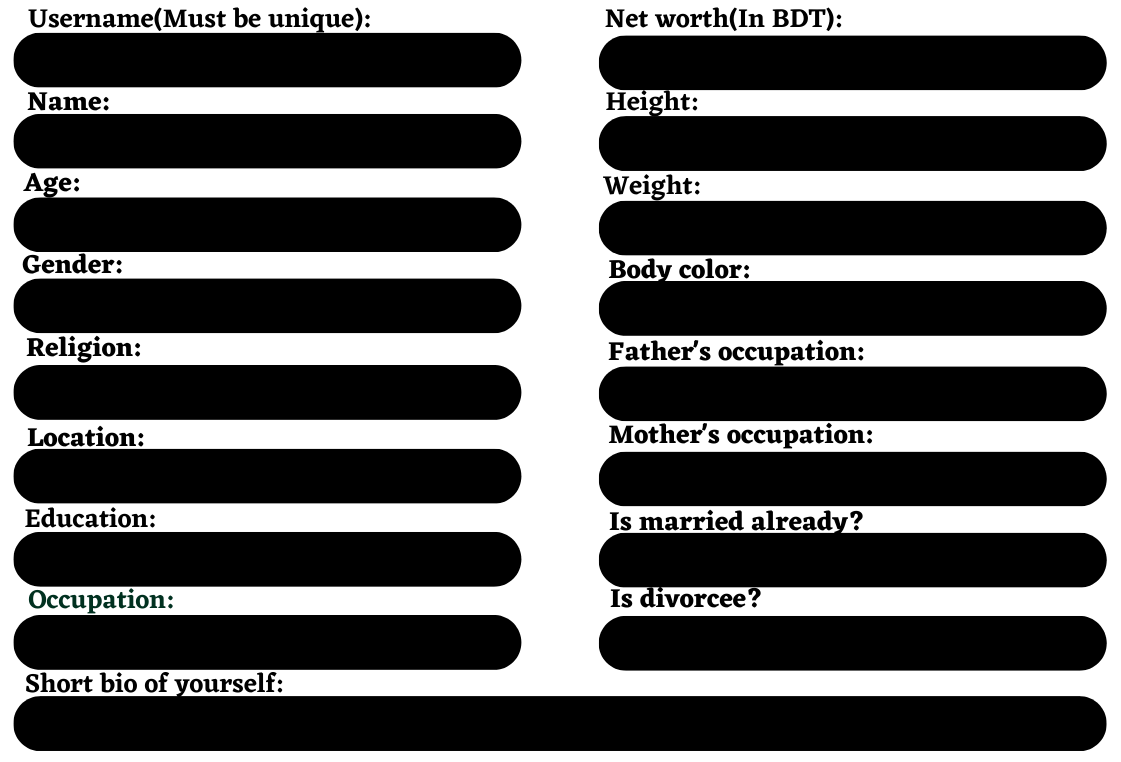 Username(Must be unique):
Name:
Age:
Gender:
Religion:
Location:
Education:
Occupation:
Net worth(In BDT):
Height:
Weight:
Body color:
Father's occupation:
Mother's occupation:
Is married already?
Is divorcee?
Short bio of yourself: